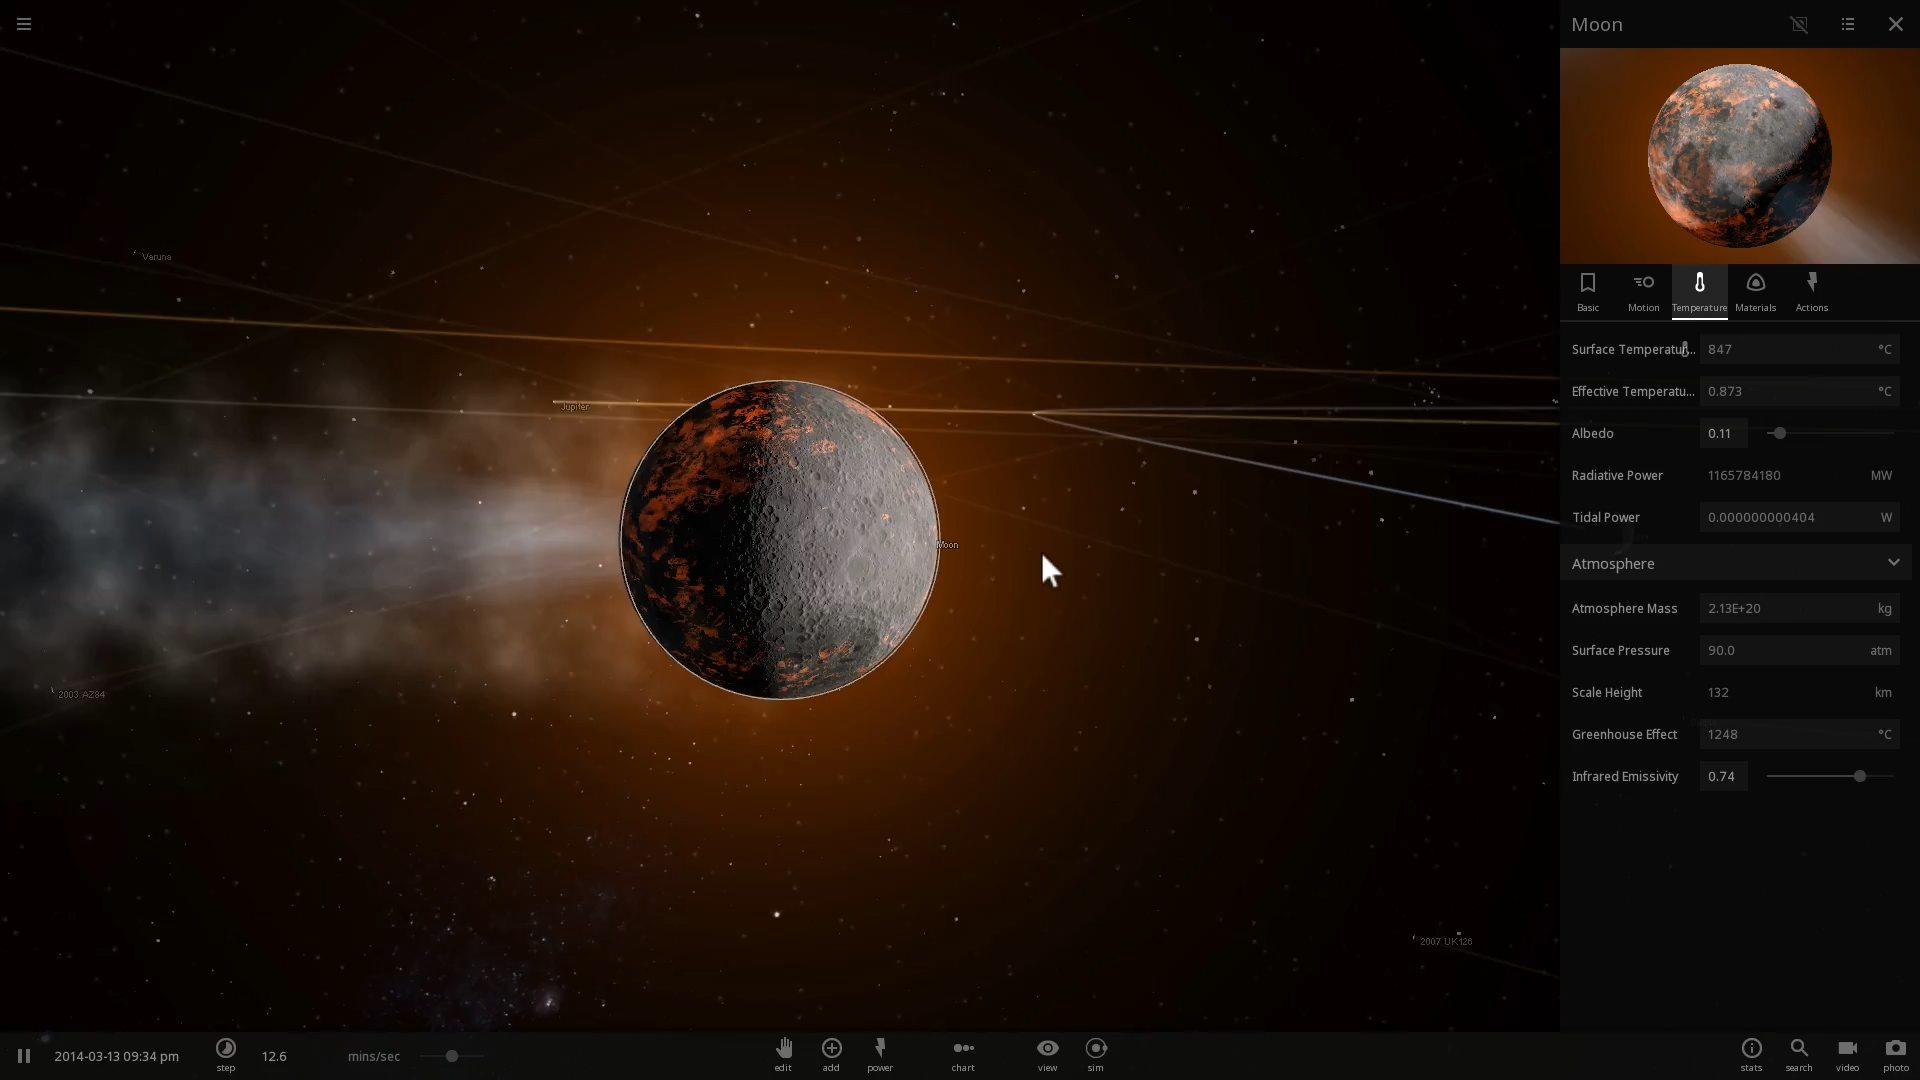 Moon
Varuna
Jupiter
Moon
2003 AZ84
2007 UK126
Basic
Motion
Temperature
Materials
Actions
Surface Temperatur... 847 °C
Effective Temperatu... 0.873 °C
Albedo 0.11
Radiative Power 1165784180 MW
Tidal Power 0.000000000404 W
Atmosphere
Atmosphere Mass 2.13E+20 kg
Surface Pressure 90.0 atm
Scale Height 132 km
Greenhouse Effect 1248 °C
Infrared Emissivity 0.74
2014-03-13 09:34 pm
step
12.6 mins/sec
edit
add
power
chart
view
sim
stats
search
video
photo